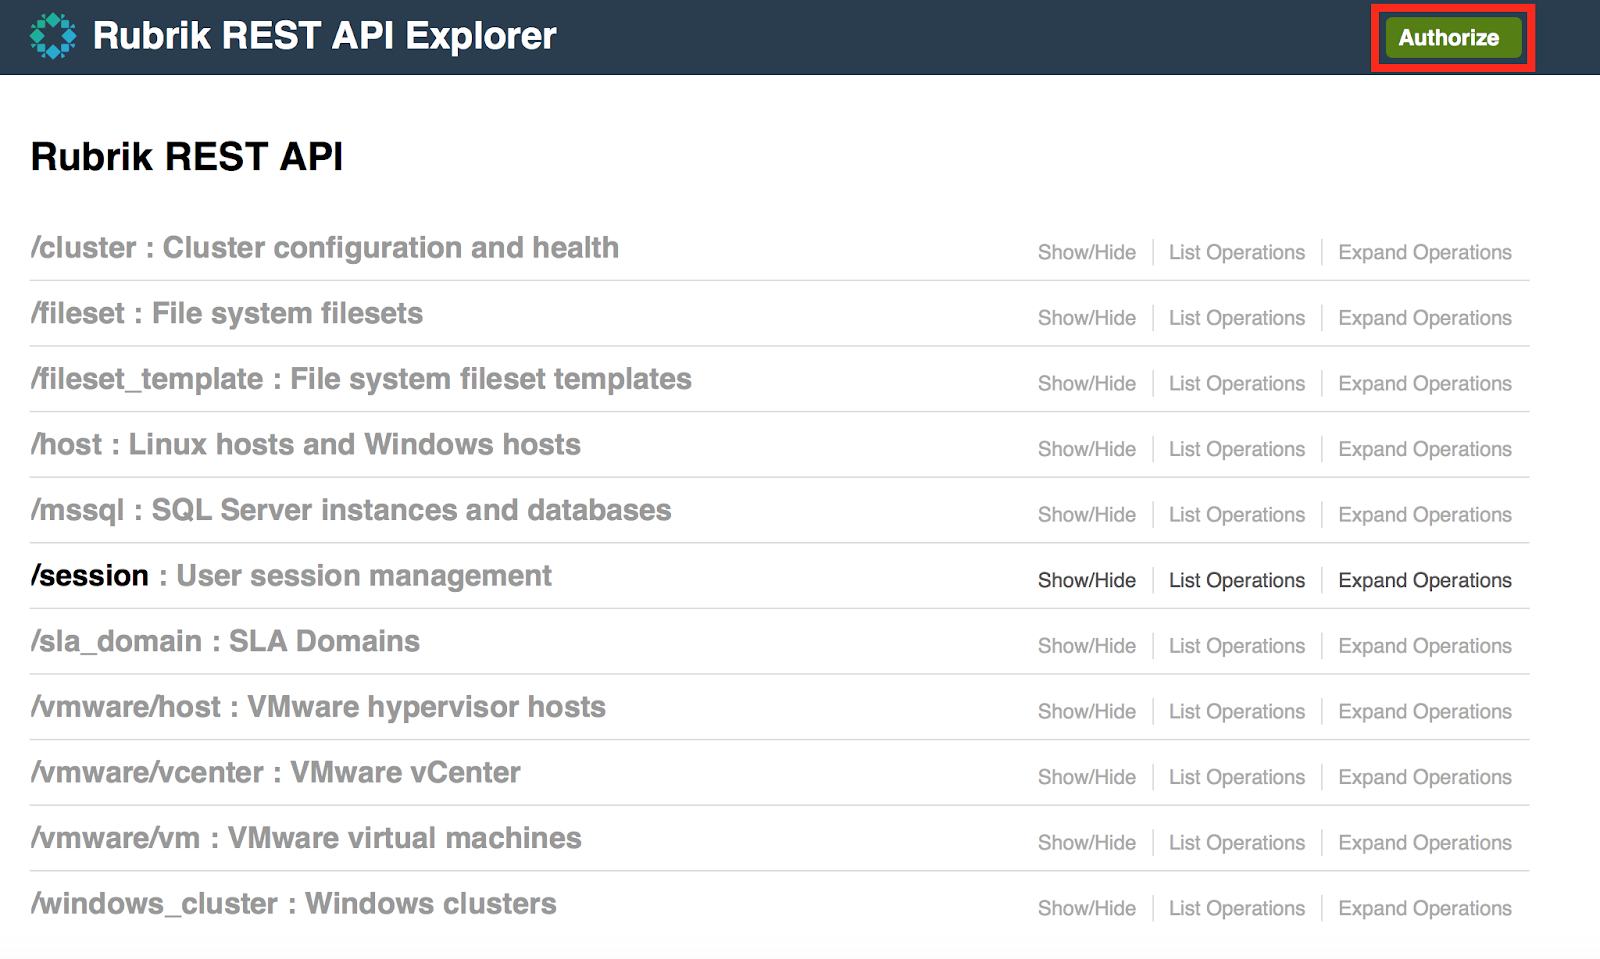 Rubrik REST API Explorer Authorize
Rubrik REST API
/cluster : Cluster configuration and health Show/Hide List Operations Expand Operations
/fileset : File system filesets Show/Hide List Operations Expand Operations
/fileset_template : File system fileset templates Show/Hide List Operations Expand Operations
/host : Linux hosts and Windows hosts Show/Hide List Operations Expand Operations
/mssql : SQL Server instances and databases Show/Hide List Operations Expand Operations
/session : User session management Show/Hide List Operations Expand Operations
/sla_domain : SLA Domains Show/Hide List Operations Expand Operations
/vmware/host : VMware hypervisor hosts Show/Hide List Operations Expand Operations
/vmware/vcenter : VMware vCenter Show/Hide List Operations Expand Operations
/vmware/vm : VMware virtual machines Show/Hide List Operations Expand Operations
/windows_cluster : Windows clusters Show/Hide List Operations Expand Operations